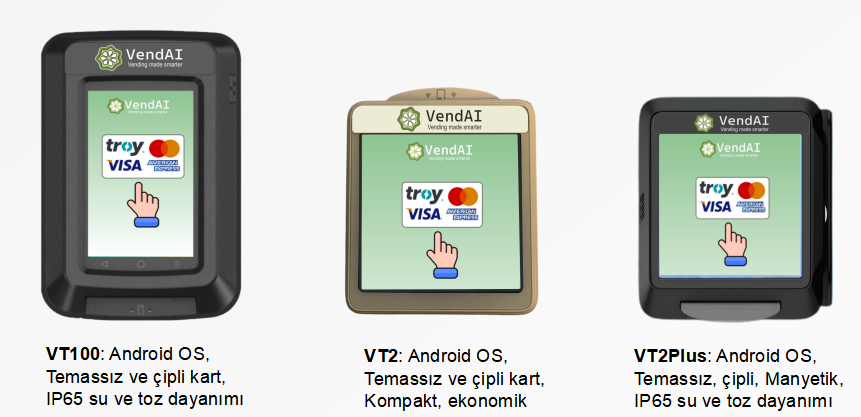 VendAI
Vending made smarter
VendAI
Vending made smarter
troy
VISA
AMERICAN EXPRESS
VT100: Android OS,
Temassız ve çipli kart,
IP65 su ve toz dayanımı
VendAI
Vending made smarter
VendAI
Vending made smarter
troy
VISA
AMERICAN
EXPRESS
VT2: Android OS,
Temassız ve çipli kart,
Kompakt, ekonomik
VendAI
Vending made smarter
VendAI
Vending made smarter
troy
VISA
AMERICAN
EXPRESS
VT2Plus: Android OS,
Temassız, çipli, Manyetik,
IP65 su ve toz dayanımı